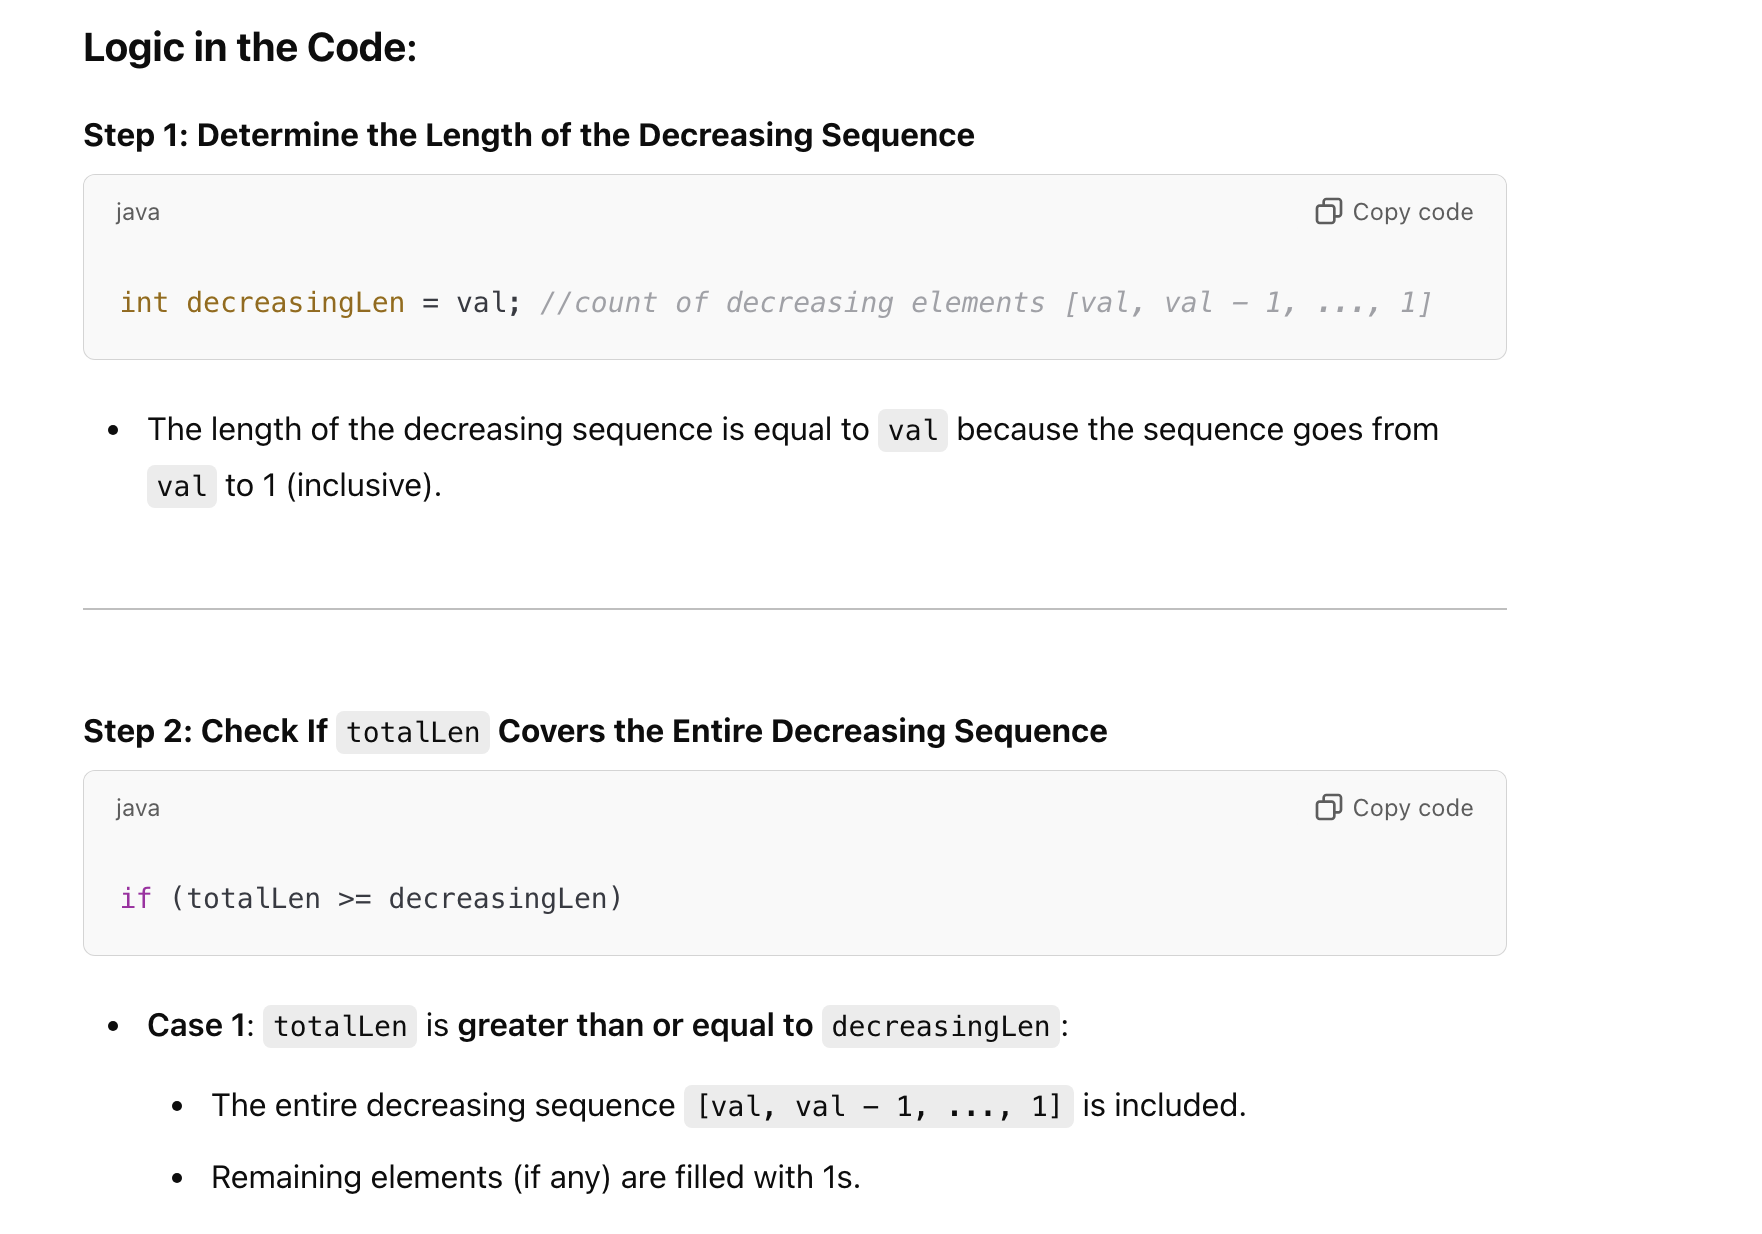 Logic in the Code:
Step 1: Determine the Length of the Decreasing Sequence
java
Copy code
int decreasingLen = val; //count of decreasing elements [val, val − 1, ..., 1]
• The length of the decreasing sequence is equal to val because the sequence goes from
val to 1 (inclusive).
Step 2: Check If totalLen Covers the Entire Decreasing Sequence
java
Copy code
if (totalLen >= decreasingLen)
• Case 1: totalLen is greater than or equal to decreasingLen:
• The entire decreasing sequence [val, val − 1, ..., 1] is included.
• Remaining elements (if any) are filled with 1s.